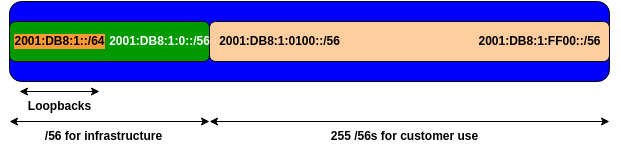 2001:DB8:1::/64 2001:DB8:1:0::/56 2001:DB8:1:0100::/56 2001:DB8:1:FF00::/56
Loopbacks
/56 for infrastructure 255 /56s for customer use